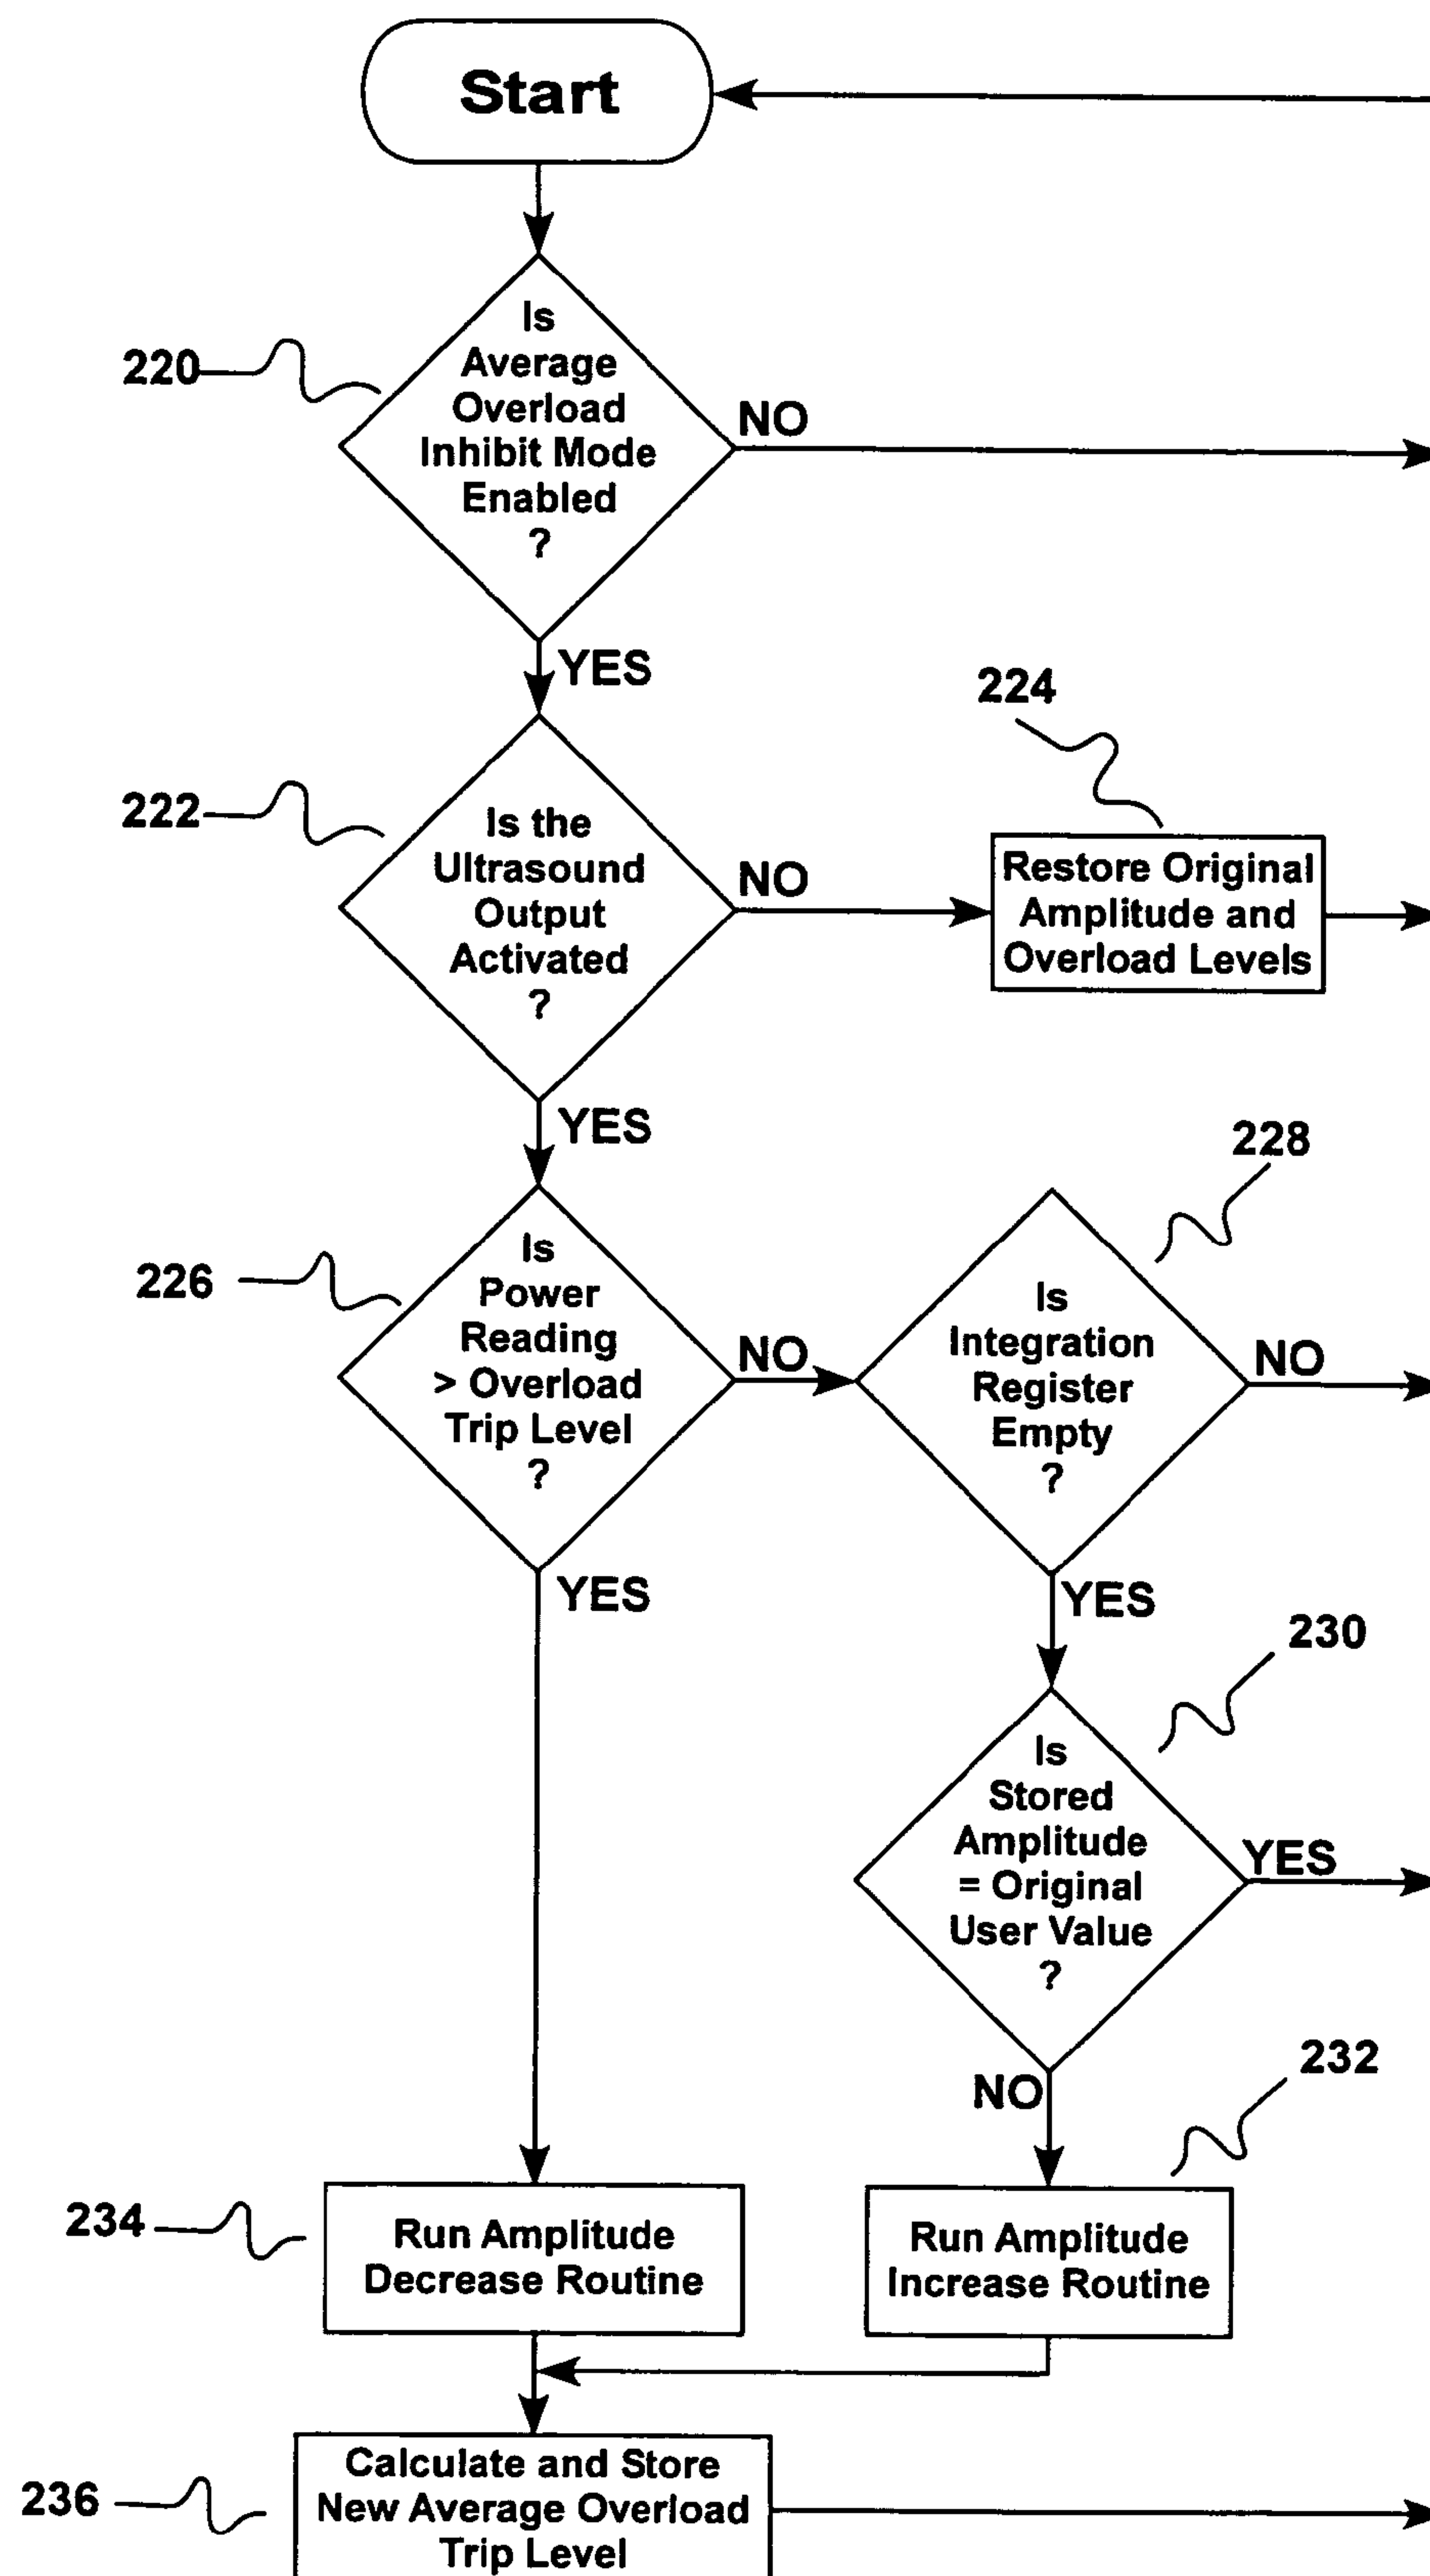 Start
Is
Average
Overload
Inhibit Mode
Enabled
?
220
NO
YES
224
222
Is the
Ultrasound
Output
Activated
?
NO
Restore Original
Amplitude and
Overload Levels
YES
228
226
Is
Power
Reading
> Overload
Trip Level
?
NO
Is
Integration
Register
Empty
?
NO
YES
YES
230
Is
Stored
Amplitude
= Original
User Value
?
YES
NO
232
234
Run Amplitude
Decrease Routine
Run Amplitude
Increase Routine
236
Calculate and Store
New Average Overload
Trip Level